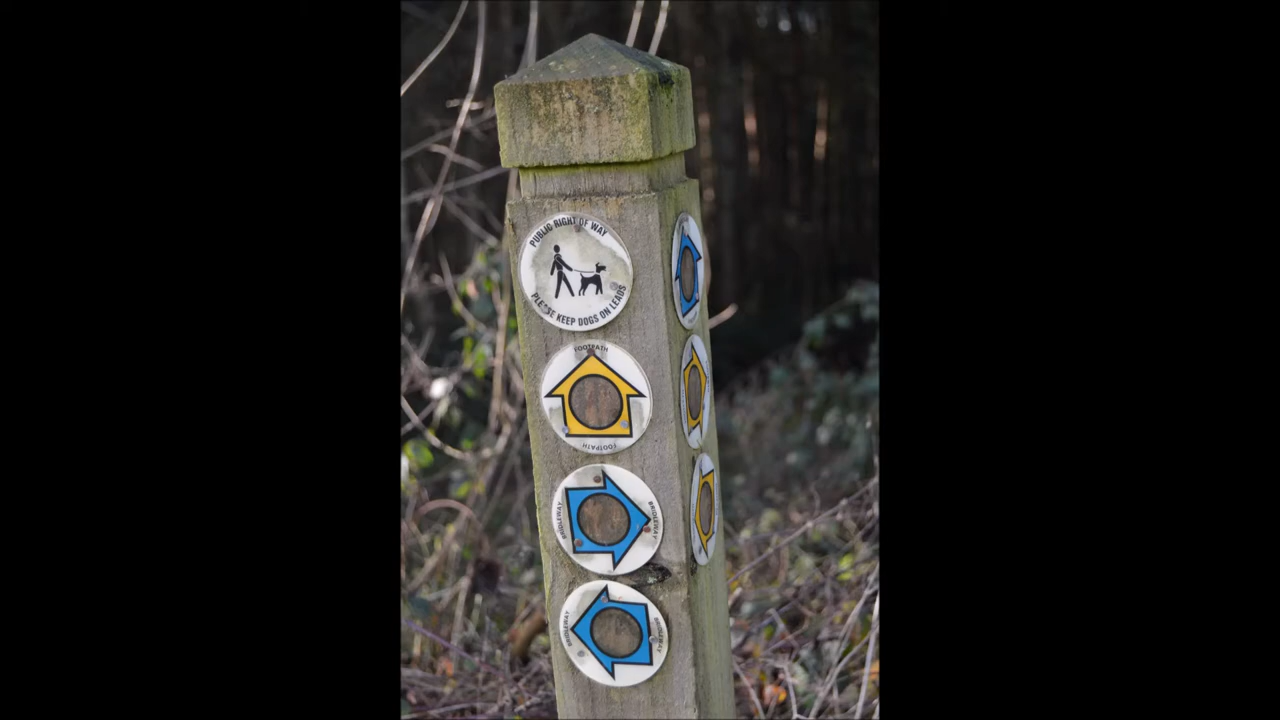 PUBLIC RIGHT OF WAY
PLEASE KEEP DOGS ON LEADS
FOOTPATH
FOOTPATH
BRIDLEWAY
BRIDLEWAY
BRIDLEWAY
BRIDLEWAY